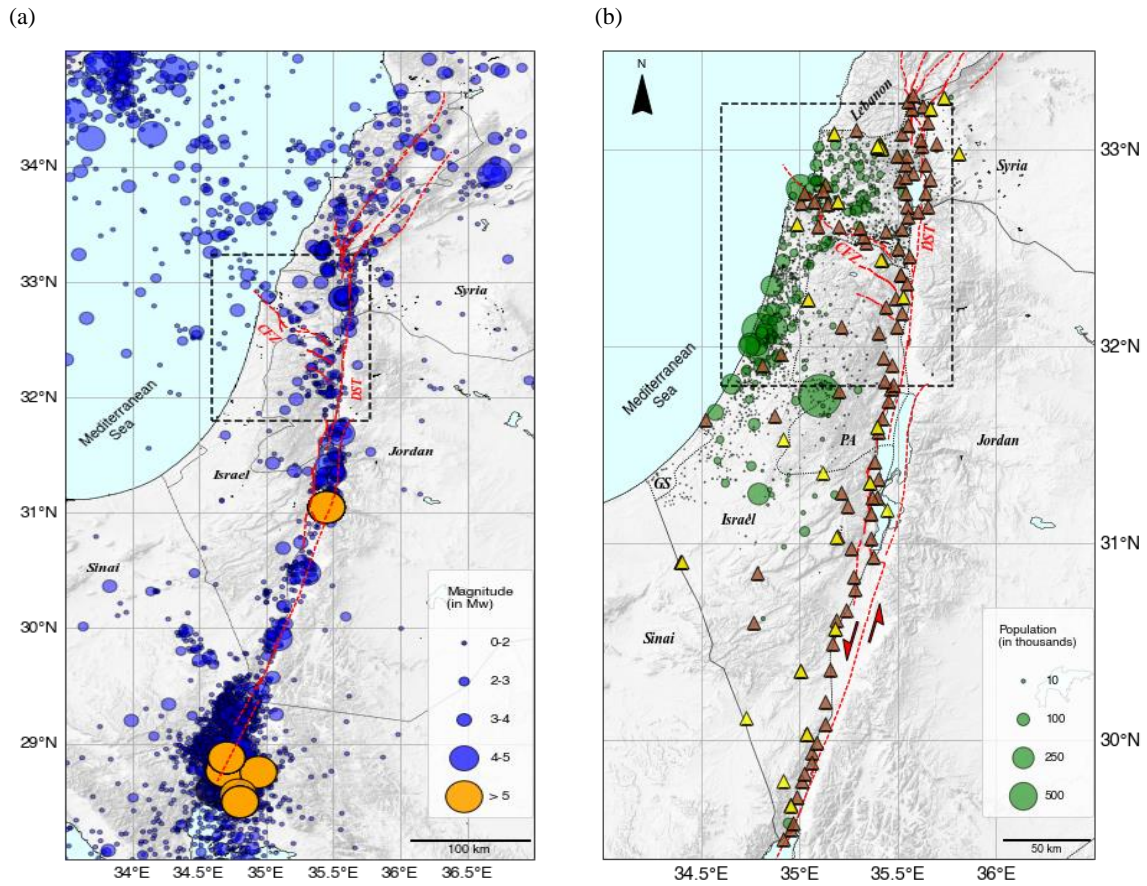 (a)
(b)
34°N
33°N
32°N
31°N
30°N
29°N
34°E
34.5°E
35°E
35.5°E
36°E
36.5°E
Mediterranean
Sea
CFZ
DST
Syria
Jordan
Israel
Sinai
Magnitude
(in Mw)
0-2
2-3
3-4
4-5
> 5
100 km
N
Lebanon
Syria
33°N
32°N
31°N
30°N
34.5°E
35°E
35.5°E
36°E
Mediterranean
Sea
CFZ
DST
PA
GS
Jordan
Israel
Sinai
Population
(in thousands)
10
100
250
500
50 km